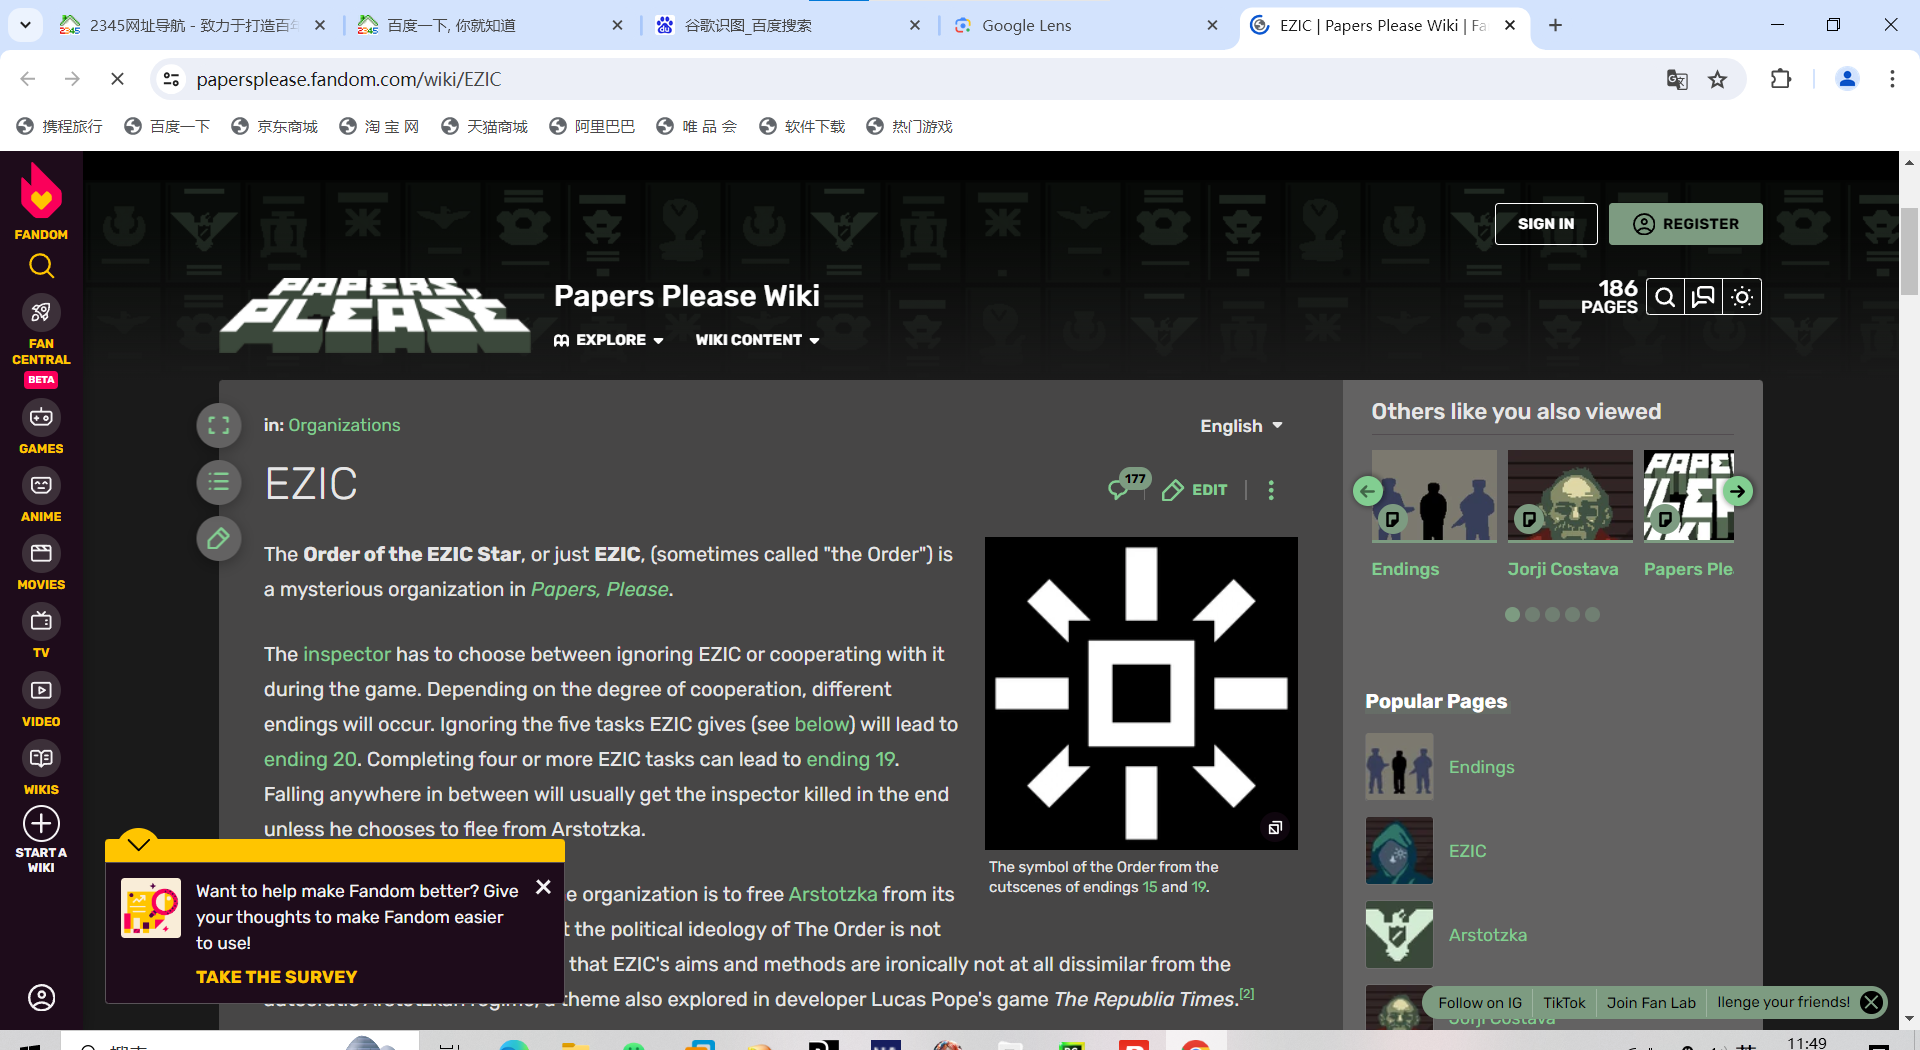 2345网址导航 - 致力于打造百年
百度一下, 你就知道
谷歌识图_百度搜索
Google Lens
EZIC | Papers Please Wiki | Fa
papersplease.fandom.com/wiki/EZIC
携程旅行
百度一下
京东商城
淘 宝 网
天猫商城
阿里巴巴
唯 品 会
软件下载
热门游戏
FANDOM
FAN
CENTRAL
BETA
GAMES
ANIME
MOVIES
TV
VIDEO
WIKIS
START A
WIKI
SIGN IN
REGISTER
PAPERS,
PLEASE
Papers Please Wiki
EXPLORE
WIKI CONTENT
186
PAGES
in: Organizations
English
EZIC
177
EDIT
The Order of the EZIC Star, or just EZIC, (sometimes called "the Order") is
a mysterious organization in Papers, Please.
The inspector has to choose between ignoring EZIC or cooperating with it
during the game. Depending on the degree of cooperation, different
endings will occur. Ignoring the five tasks EZIC gives (see below) will lead to
ending 20. Completing four or more EZIC tasks can lead to ending 19.
Falling anywhere in between will usually get the inspector killed in the end
unless he chooses to flee from Arstotzka.
e organization is to free Arstotzka from its
t the political ideology of The Order is not
that EZIC's aims and methods are ironically not at all dissimilar from the
theme also explored in developer Lucas Pope's game The Republia Times.[2]
The symbol of the Order from the
cutscenes of endings 15 and 19.
Want to help make Fandom better? Give
your thoughts to make Fandom easier
to use!
TAKE THE SURVEY
Others like you also viewed
Endings
Jorji Costava
Papers Ple
Popular Pages
Endings
EZIC
Arstotzka
Jorji Costava
Follow on IG
TikTok
Join Fan Lab
llenge your friends!
11:49